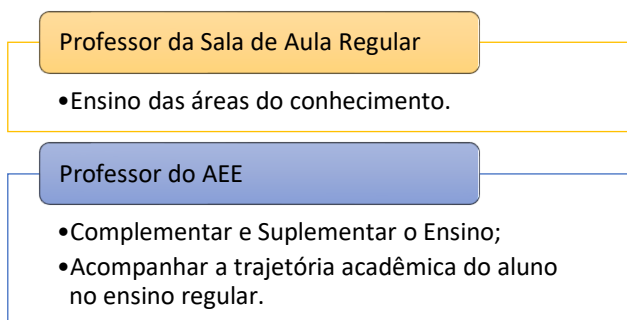 Professor da Sala de Aula Regular
•Ensino das áreas do conhecimento.
Professor do AEE
•Complementar e Suplementar o Ensino;
•Acompanhar a trajetória acadêmica do aluno
no ensino regular.